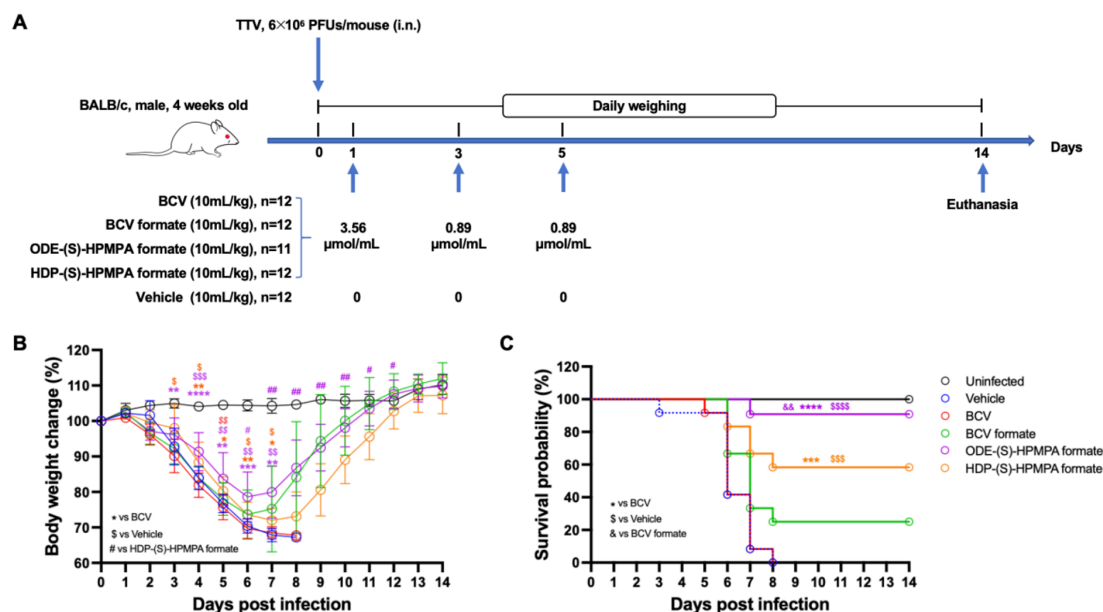 A
TTV, 6×10⁶ PFUs/mouse (i.n.)
BALB/c, male, 4 weeks old
Daily weighing
0 1 3 5 14 Days
Euthanasia
BCV (10mL/kg), n=12
BCV formate (10mL/kg), n=12
ODE-(S)-HPMPA formate (10mL/kg), n=11
HDP-(S)-HPMPA formate (10mL/kg), n=12
3.56 0.89 0.89
µmol/mL µmol/mL µmol/mL
Vehicle (10mL/kg), n=12 0 0 0
B
Body weight change (%)
120
110
100
90
80
70
60
$
**
$
$$$
**
****
$$
$$
*
**
#
$
$$
**
***
##
$
*
$$
**
##
##
##
#
#
* vs BCV
$ vs Vehicle
# vs HDP-(S)-HPMPA formate
0 1 2 3 4 5 6 7 8 9 10 11 12 13 14
Days post infection
C
Survival probability (%)
120
100
80
60
40
20
0
&& **** $$$$
*** $$$
* vs BCV
$ vs Vehicle
& vs BCV formate
0 1 2 3 4 5 6 7 8 9 10 11 12 13 14
Days post infection
Uninfected
Vehicle
BCV
BCV formate
ODE-(S)-HPMPA formate
HDP-(S)-HPMPA formate